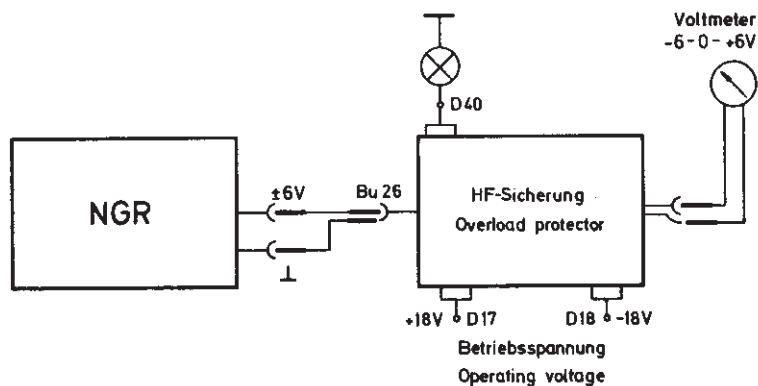 Voltmeter
-6-0-+6V
D40
NGR
±6V
Bu 26
HF-Sicherung
Overload protector
⊥
+18V D17
D18 -18V
Betriebsspannung
Operating voltage